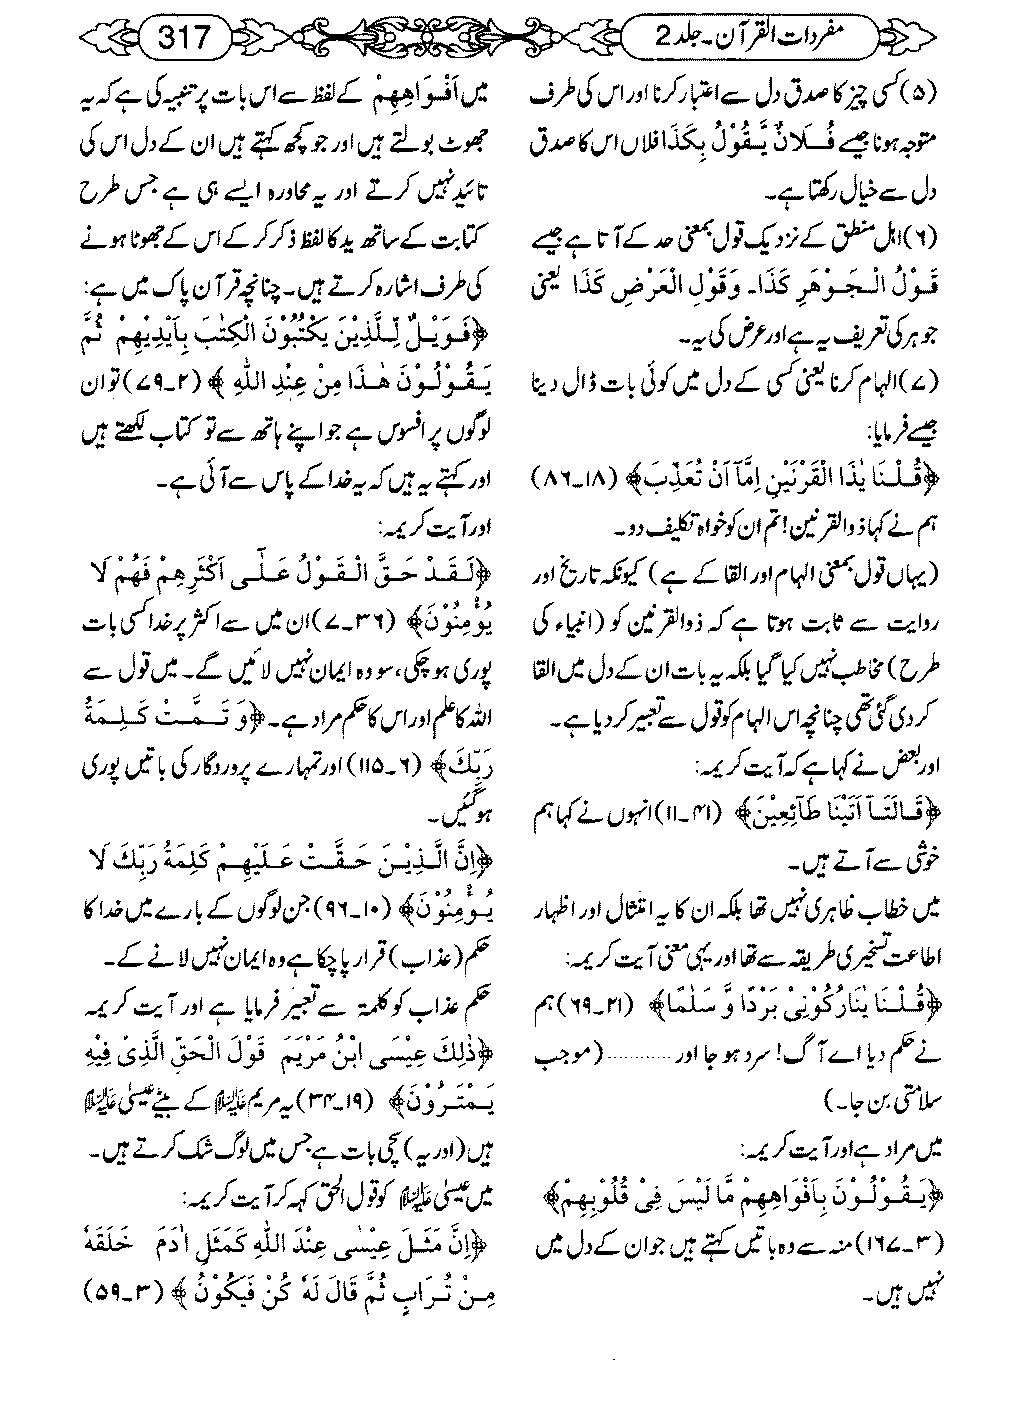 مفردات القرآن۔جلد 2
317
(۵) کسی چیز کا صدق دل سے اعتبار کرنا اور اس کی طرف
متوجہ ہونا جیسے فُلَانٌ یَّقُوْلُ بِکَذَا فلاں اس کا صدق
دل سے خیال رکھتا ہے۔
(۶) اہل منطق کے نزدیک قول بمعنی حد کے آتا ہے جیسے
قَوْلُ الْجَوْهَرِ کَذَا۔ وَقَوْلِ الْعَرْضِ کَذَا یعنی
جوہر کی تعریف یہ ہے اور عرض کی یہ۔
(۷) الہام کرنا یعنی کسی کے دل میں کوئی بات ڈال دینا
جیسے فرمایا:
﴿قُلْنَا یٰذَا الْقَرْنَیْنِ اِمَّآ اَنْ تُعَذِّبَ﴾ (۱۸۔۸۶)
ہم نے کہا ذوالقرنین! تم ان کو خواہ تکلیف دو۔
(یہاں قول بمعنی الہام اور القا کے ہے) کیونکہ تاریخ اور
روایت سے ثابت ہوتا ہے کہ ذوالقرنین کو (انبیاء کی
طرح) مخاطب نہیں کیا گیا بلکہ یہ بات ان کے دل میں القا
کر دی گئی تھی چنانچہ اس الہام کو قول سے تعبیر کر دیا ہے۔
اور بعض نے کہا ہے کہ آیت کریمہ:
﴿قَالَتَآ اَتَیْنَا طَآئِعِیْنَ﴾ (۴۱۔۱۱) انہوں نے کہا ہم
خوشی سے آتے ہیں۔
میں خطاب ظاہری نہیں تھا بلکہ ان کا یہ امتثال اور اظہار
اطاعت تسخیری طریقہ سے تھا اور یہی معنی آیت کریمہ:
﴿قُلْنَا یٰنَارُ کُوْنِیْ بَرْدًا وَّ سَلٰمًا﴾ (۲۱۔۶۹) ہم
نے حکم دیا اے آگ! سرد ہو جا اور ............ (موجب
سلامتی بن جا۔)
میں مراد ہے اور آیت کریمہ:
﴿یَقُوْلُوْنَ بِاَفْوَاهِهِمْ مَّا لَیْسَ فِیْ قُلُوْبِهِمْ﴾
(۳۔۱۶۷) منہ سے وہ باتیں کہتے ہیں جو ان کے دل میں
نہیں ہیں۔
میں اَفْوَاهِهِمْ کے لفظ سے اس بات پر تنبیہ کی ہے کہ یہ
جھوٹ بولتے ہیں اور جو کچھ کہتے ہیں ان کے دل اس کی
تائید نہیں کرتے اور یہ محاورہ ایسے ہی ہے جس طرح
کتابت کے ساتھ ید کا لفظ ذکر کر کے اس کے جھوٹا ہونے
کی طرف اشارہ کرتے ہیں۔ چنانچہ قرآن پاک میں ہے:
﴿فَوَیْلٌ لِّلَّذِیْنَ یَکْتُبُوْنَ الْکِتٰبَ بِاَیْدِیْهِمْ ثُمَّ
یَقُوْلُوْنَ هٰذَا مِنْ عِنْدِ اللهِ﴾ (۲۔۷۹) تو ان
لوگوں پر افسوس ہے جو اپنے ہاتھ سے تو کتاب لکھتے ہیں
اور کہتے یہ ہیں کہ یہ خدا کے پاس سے آئی ہے۔
اور آیت کریمہ:
﴿لَقَدْ حَقَّ الْقَوْلُ عَلٰٓی اَکْثَرِهِمْ فَهُمْ لَا
یُؤْمِنُوْنَ﴾ (۳۶۔۷) ان میں سے اکثر پر خدا کی بات
پوری ہو چکی، سو وہ ایمان نہیں لائیں گے۔ میں قول سے
اللہ کا علم اور اس کا حکم مراد ہے۔ ﴿وَ تَمَّتْ کَلِمَةُ
رَبِّكَ﴾ (۶۔۱۱۵) اور تمہارے پروردگار کی باتیں پوری
ہو گئیں۔
﴿اِنَّ الَّذِیْنَ حَقَّتْ عَلَیْهِمْ کَلِمَةُ رَبِّكَ لَا
یُؤْمِنُوْنَ﴾ (۱۰۔۹۶) جن لوگوں کے بارے میں خدا کا
حکم (عذاب) قرار پا چکا ہے وہ ایمان نہیں لانے کے۔
حکم عذاب کو کلمۃ سے تعبیر فرمایا ہے اور آیت کریمہ
﴿ذٰلِكَ عِیْسَی ابْنُ مَرْیَمَ قَوْلَ الْحَقِّ الَّذِیْ فِیْهِ
یَمْتَرُوْنَ﴾ (۱۹۔۳۴) یہ مریم علیہا السلام کے بیٹے عیسیٰ علیہ السلام
ہیں (اور یہ) سچی بات ہے جس میں لوگ شک کرتے ہیں۔
میں عیسیٰ علیہ السلام کو قول الحق کہہ کر آیت کریمہ:
﴿اِنَّ مَثَلَ عِیْسٰی عِنْدَ اللهِ کَمَثَلِ اٰدَمَ خَلَقَهٗ
مِنْ تُرَابٍ ثُمَّ قَالَ لَهٗ کُنْ فَیَکُوْنُ﴾ (۳۔۵۹)